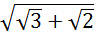 √(√3 + √2)